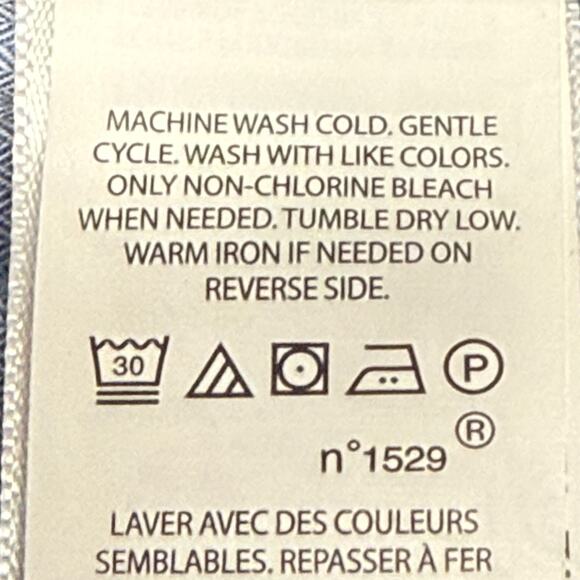 MACHINE WASH COLD. GENTLE
CYCLE. WASH WITH LIKE COLORS.
ONLY NON-CHLORINE BLEACH
WHEN NEEDED. TUMBLE DRY LOW.
WARM IRON IF NEEDED ON
REVERSE SIDE.
30 P
®
n°1529
LAVER AVEC DES COULEURS
SEMBLABLES. REPASSER À FER